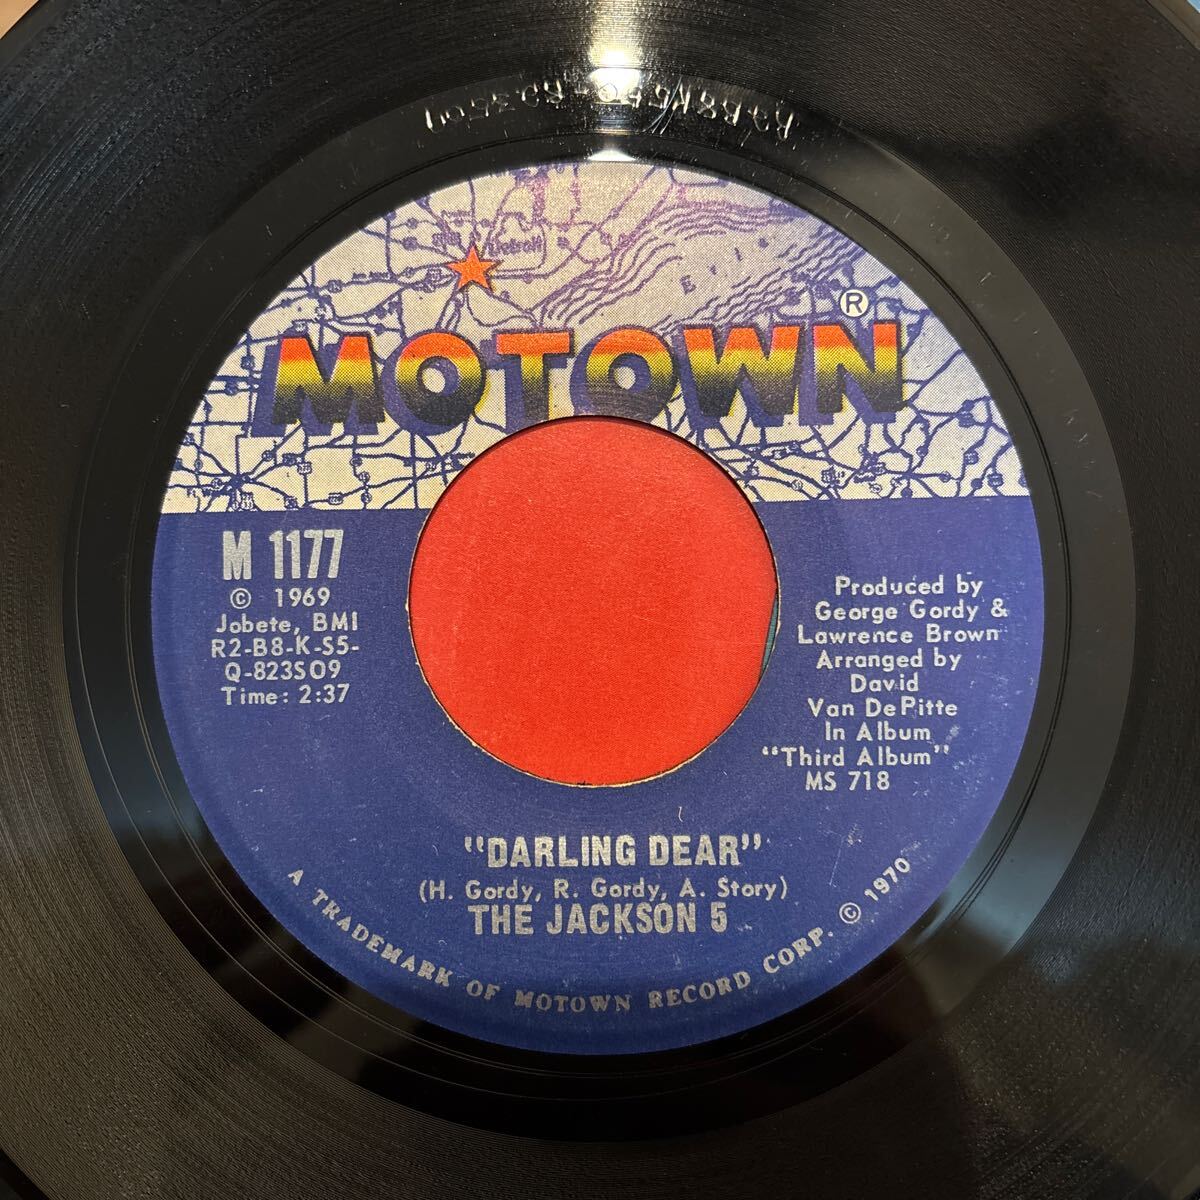 Detroit
Erie
MOTOWN®
M 1177
© 1969
Jobete, BMI
R2-B8-K-S5-
Q-823S09
Time: 2:37
Produced by
George Gordy &
Lawrence Brown
Arranged by
David
Van DePitte
In Album
"Third Album"
MS 718
"DARLING DEAR"
(H. Gordy, R. Gordy, A. Story)
THE JACKSON 5
A TRADEMARK OF MOTOWN RECORD CORP. © 1970